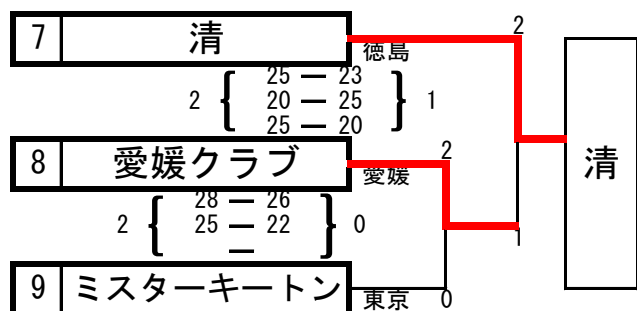 7 清 徳島 2
25 ― 23
2 { 20 ― 25 } 1
25 ― 20
8 愛媛クラブ 愛媛 2
清
28 ― 26
2 { 25 ― 22 } 0
―
1
9 ミスターキートン 東京 0